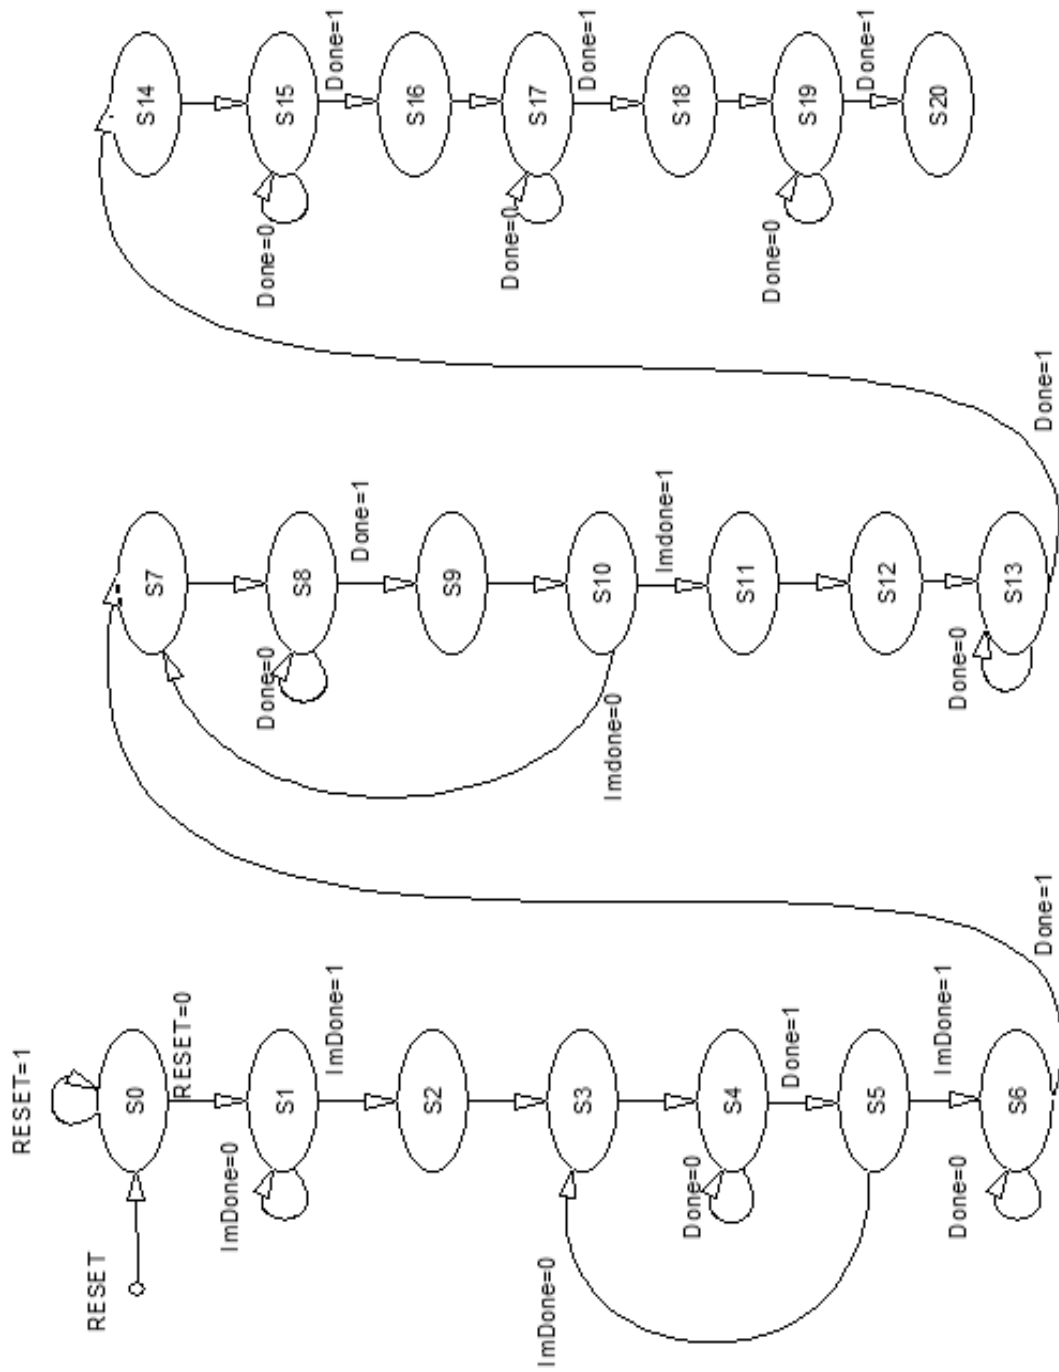 RESET
RESET=1
S0
RESET=0
ImDone=0
S1
ImDone=1
S2
ImDone=0
S3
Done=0
S4
Done=1
ImDone=0
S5
ImDone=1
Done=0
S6
Done=1
S7
Done=0
S8
Done=1
S9
Imdone=0
S10
Imdone=1
S11
S12
Done=0
S13
Done=1
S14
Done=0
S15
Done=1
S16
Done=0
S17
Done=1
S18
Done=0
S19
Done=1
S20